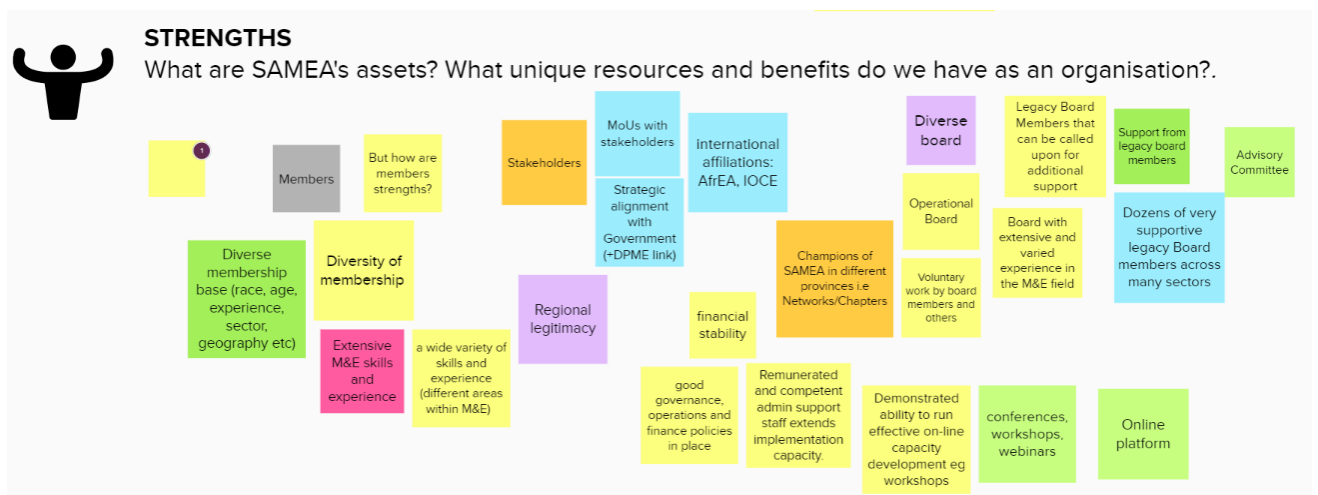 STRENGTHS
What are SAMEA's assets? What unique resources and benefits do we have as an organisation?.
1
Members
But how are
members
strengths?
Diverse
membership
base (race, age,
experience,
sector,
geography etc)
Diversity of
membership
Extensive
M&E skills
and
experience
a wide variety of
skills and
experience
(different areas
within M&E)
Stakeholders
MoUs with
stakeholders
International
affiliations:
AfrEA, IOCE
Strategic
alignment
with
Government
(+DPME link)
Regional
legitimacy
financial
stability
Champions of
SAMEA in different
provinces i.e
Networks/Chapters
Diverse
board
Operational
Board
Voluntary
work by board
members and
others
Legacy Board
Members that
can be called
upon for
additional
support
Board with
extensive and
varied
experience in
the M&E field
Support from
legacy board
members
Advisory
Committee
Dozens of very
supportive
legacy Board
members across
many sectors
good
governance,
operations and
finance policies
in place
Remunerated
and competent
admin support
staff extends
implementation
capacity.
Demonstrated
ability to run
effective on-line
capacity
development eg
workshops
conferences,
workshops,
webinars
Online
platform